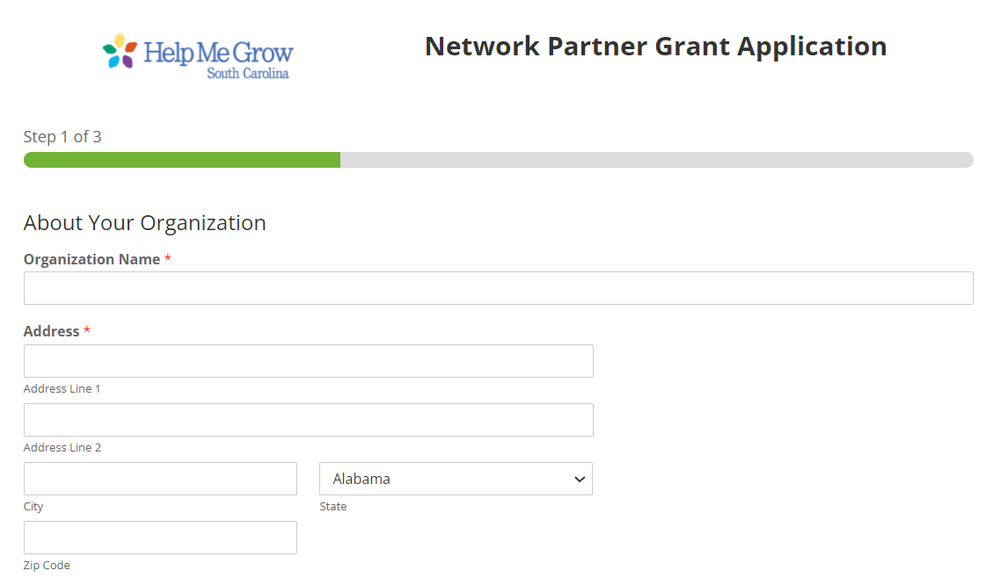 Help Me Grow
South Carolina
Network Partner Grant Application
Step 1 of 3
About Your Organization
Organization Name *
Address *
Address Line 1
Address Line 2
Alabama
City
State
Zip Code